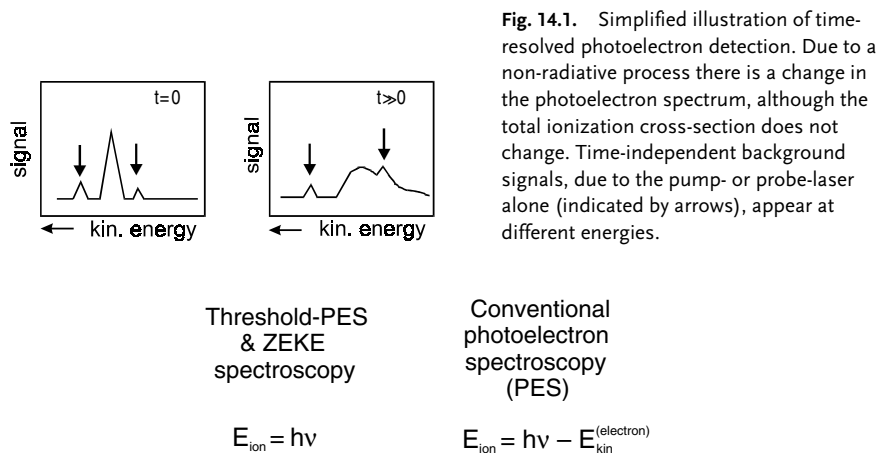 Fig. 14.1. Simplified illustration of time-
resolved photoelectron detection. Due to a
non-radiative process there is a change in
the photoelectron spectrum, although the
total ionization cross-section does not
change. Time-independent background
signals, due to the pump- or probe-laser
alone (indicated by arrows), appear at
different energies.
t=0
signal
kin. energy
t≫0
signal
kin. energy
Threshold-PES
& ZEKE
spectroscopy
E_ion = hν
Conventional
photoelectron
spectroscopy
(PES)
E_ion = hν – E_kin^(electron)